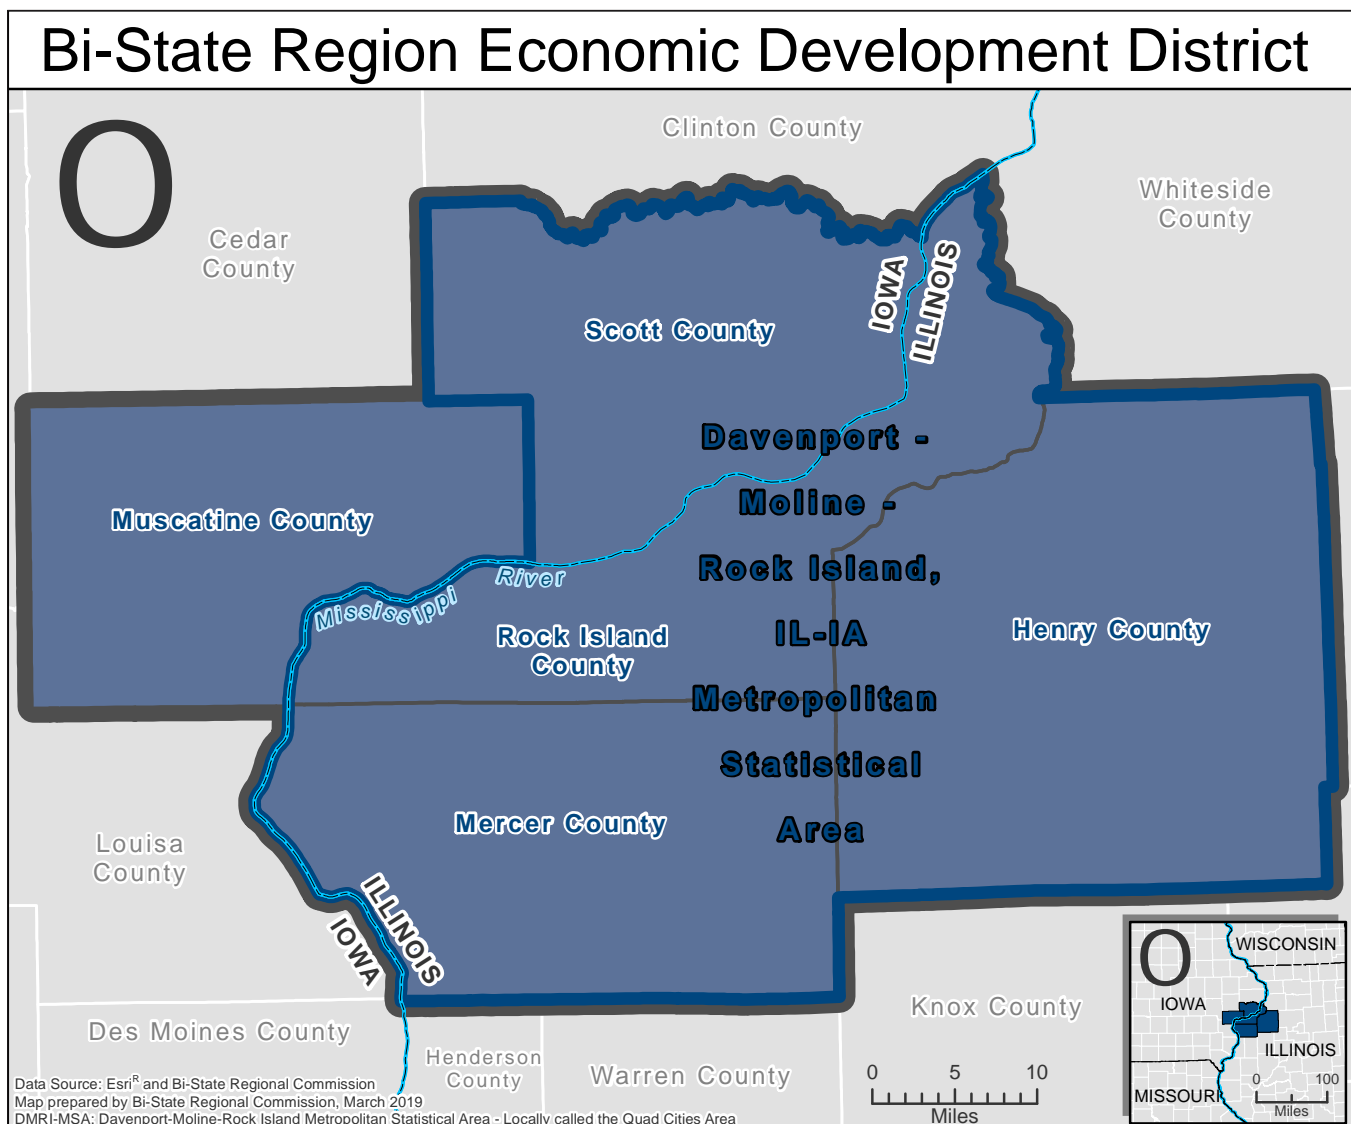 Bi-State Region Economic Development District
O
Clinton County
Whiteside
County
Cedar
County
IOWA
ILLINOIS
Scott County
Davenport -
Moline -
Rock Island,
IL-IA
Metropolitan
Statistical
Area
Muscatine County
Mississippi River
Rock Island
County
Henry County
Mercer County
Louisa
County
ILLINOIS
IOWA
Knox County
Des Moines County
Henderson
County
Warren County
0 5 10
Miles
O
WISCONSIN
IOWA
ILLINOIS
MISSOURI
0 100
Miles
Data Source: Esri^R and Bi-State Regional Commission
Map prepared by Bi-State Regional Commission, March 2019
DMRI-MSA: Davenport-Moline-Rock Island Metropolitan Statistical Area - Locally called the Quad Cities Area